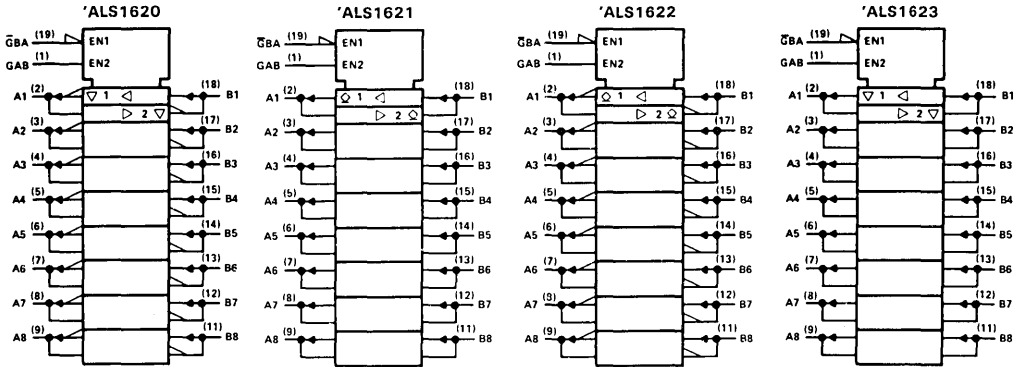 'ALS1620
G̅BA (19) EN1
GAB (1) EN2
A1 (2) ▽ 1 ◁ (18) B1
▷ 2 ▽
A2 (3) (17) B2
A3 (4) (16) B3
A4 (5) (15) B4
A5 (6) (14) B5
A6 (7) (13) B6
A7 (8) (12) B7
A8 (9) (11) B8
'ALS1621
G̅BA (19) EN1
GAB (1) EN2
A1 (2) 1 ◁ (18) B1
▷ 2
A2 (3) (17) B2
A3 (4) (16) B3
A4 (5) (15) B4
A5 (6) (14) B5
A6 (7) (13) B6
A7 (8) (12) B7
A8 (9) (11) B8
'ALS1622
G̅BA (19) EN1
GAB (1) EN2
A1 (2) 1 ◁ (18) B1
▷ 2
A2 (3) (17) B2
A3 (4) (16) B3
A4 (5) (15) B4
A5 (6) (14) B5
A6 (7) (13) B6
A7 (8) (12) B7
A8 (9) (11) B8
'ALS1623
G̅BA (19) EN1
GAB (1) EN2
A1 (2) ▽ 1 ◁ (18) B1
▷ 2 ▽
A2 (3) (17) B2
A3 (4) (16) B3
A4 (5) (15) B4
A5 (6) (14) B5
A6 (7) (13) B6
A7 (8) (12) B7
A8 (9) (11) B8